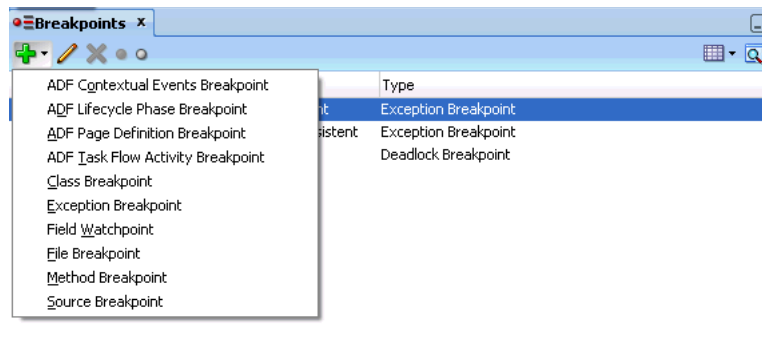 Breakpoints x
ADF Contextual Events Breakpoint
Type
ADF Lifecycle Phase Breakpoint
Exception Breakpoint
ADF Page Definition Breakpoint
sistent
Exception Breakpoint
ADF Task Flow Activity Breakpoint
Deadlock Breakpoint
Class Breakpoint
Exception Breakpoint
Field Watchpoint
File Breakpoint
Method Breakpoint
Source Breakpoint